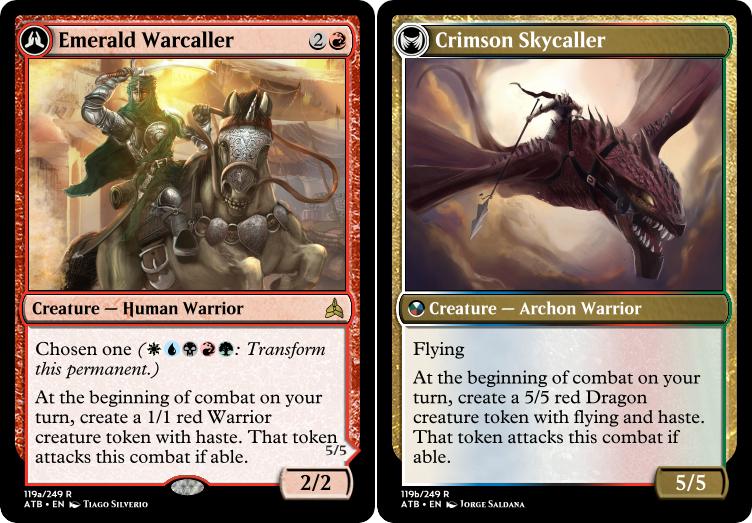 Emerald Warcaller 2
Creature — Human Warrior
Chosen one (: Transform
this permanent.)
At the beginning of combat on your
turn, create a 1/1 red Warrior
creature token with haste. That token
attacks this combat if able.
5/5
2/2
119a/249 R
ATB • EN Tiago Silverio
Crimson Skycaller
Creature — Archon Warrior
Flying
At the beginning of combat on your
turn, create a 5/5 red Dragon
creature token with flying and haste.
That token attacks this combat if
able.
5/5
119b/249 R
ATB • EN Jorge Saldana